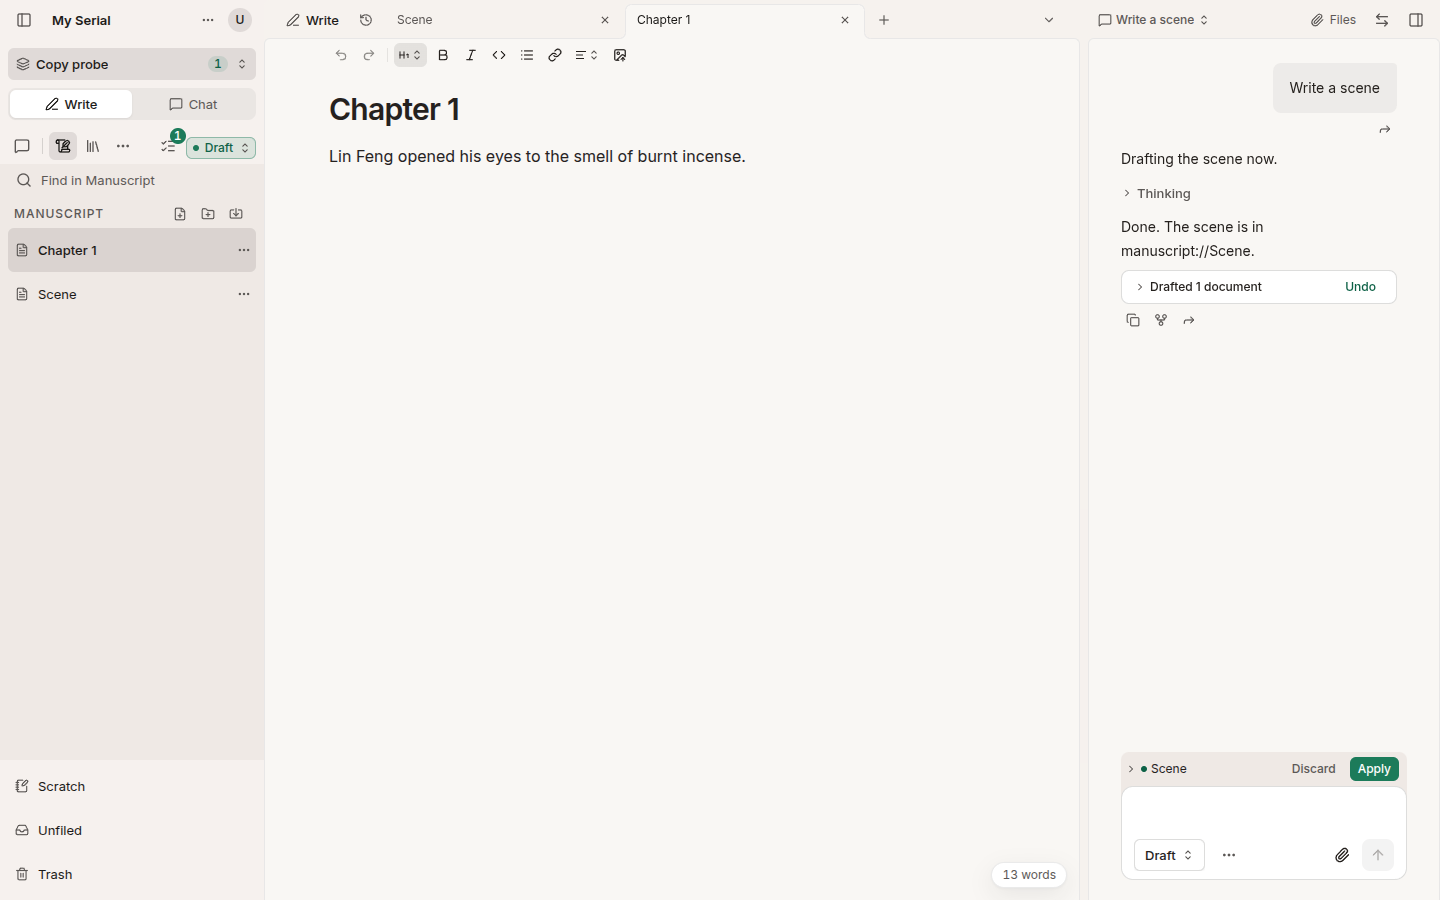 My Serial
U
Write
Scene
Chapter 1
Write a scene
Files
Copy probe
1
Write
Chat
1
Draft
Find in Manuscript
MANUSCRIPT
Chapter 1
Scene
Scratch
Unfiled
Trash
H1
Chapter 1
Lin Feng opened his eyes to the smell of burnt incense.
13 words
Write a scene
Drafting the scene now.
Thinking
Done. The scene is in
manuscript://Scene.
Drafted 1 document
Undo
Scene
Discard
Apply
Draft